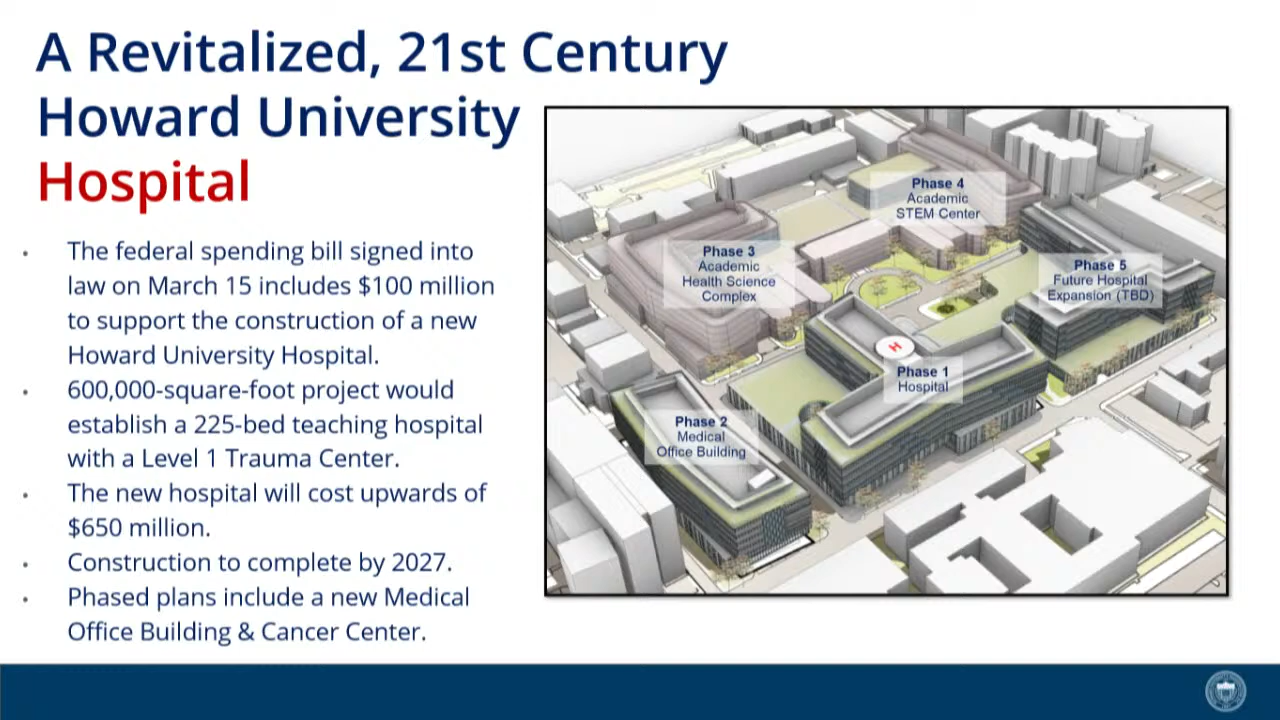 A Revitalized, 21st Century
Howard University
Hospital
• The federal spending bill signed into
law on March 15 includes $100 million
to support the construction of a new
Howard University Hospital.
• 600,000-square-foot project would
establish a 225-bed teaching hospital
with a Level 1 Trauma Center.
• The new hospital will cost upwards of
$650 million.
• Construction to complete by 2027.
• Phased plans include a new Medical
Office Building & Cancer Center.
Phase 4
Academic
STEM Center
Phase 3
Academic
Health Science
Complex
Phase 5
Future Hospital
Expansion (TBD)
H
Phase 1
Hospital
Phase 2
Medical
Office Building